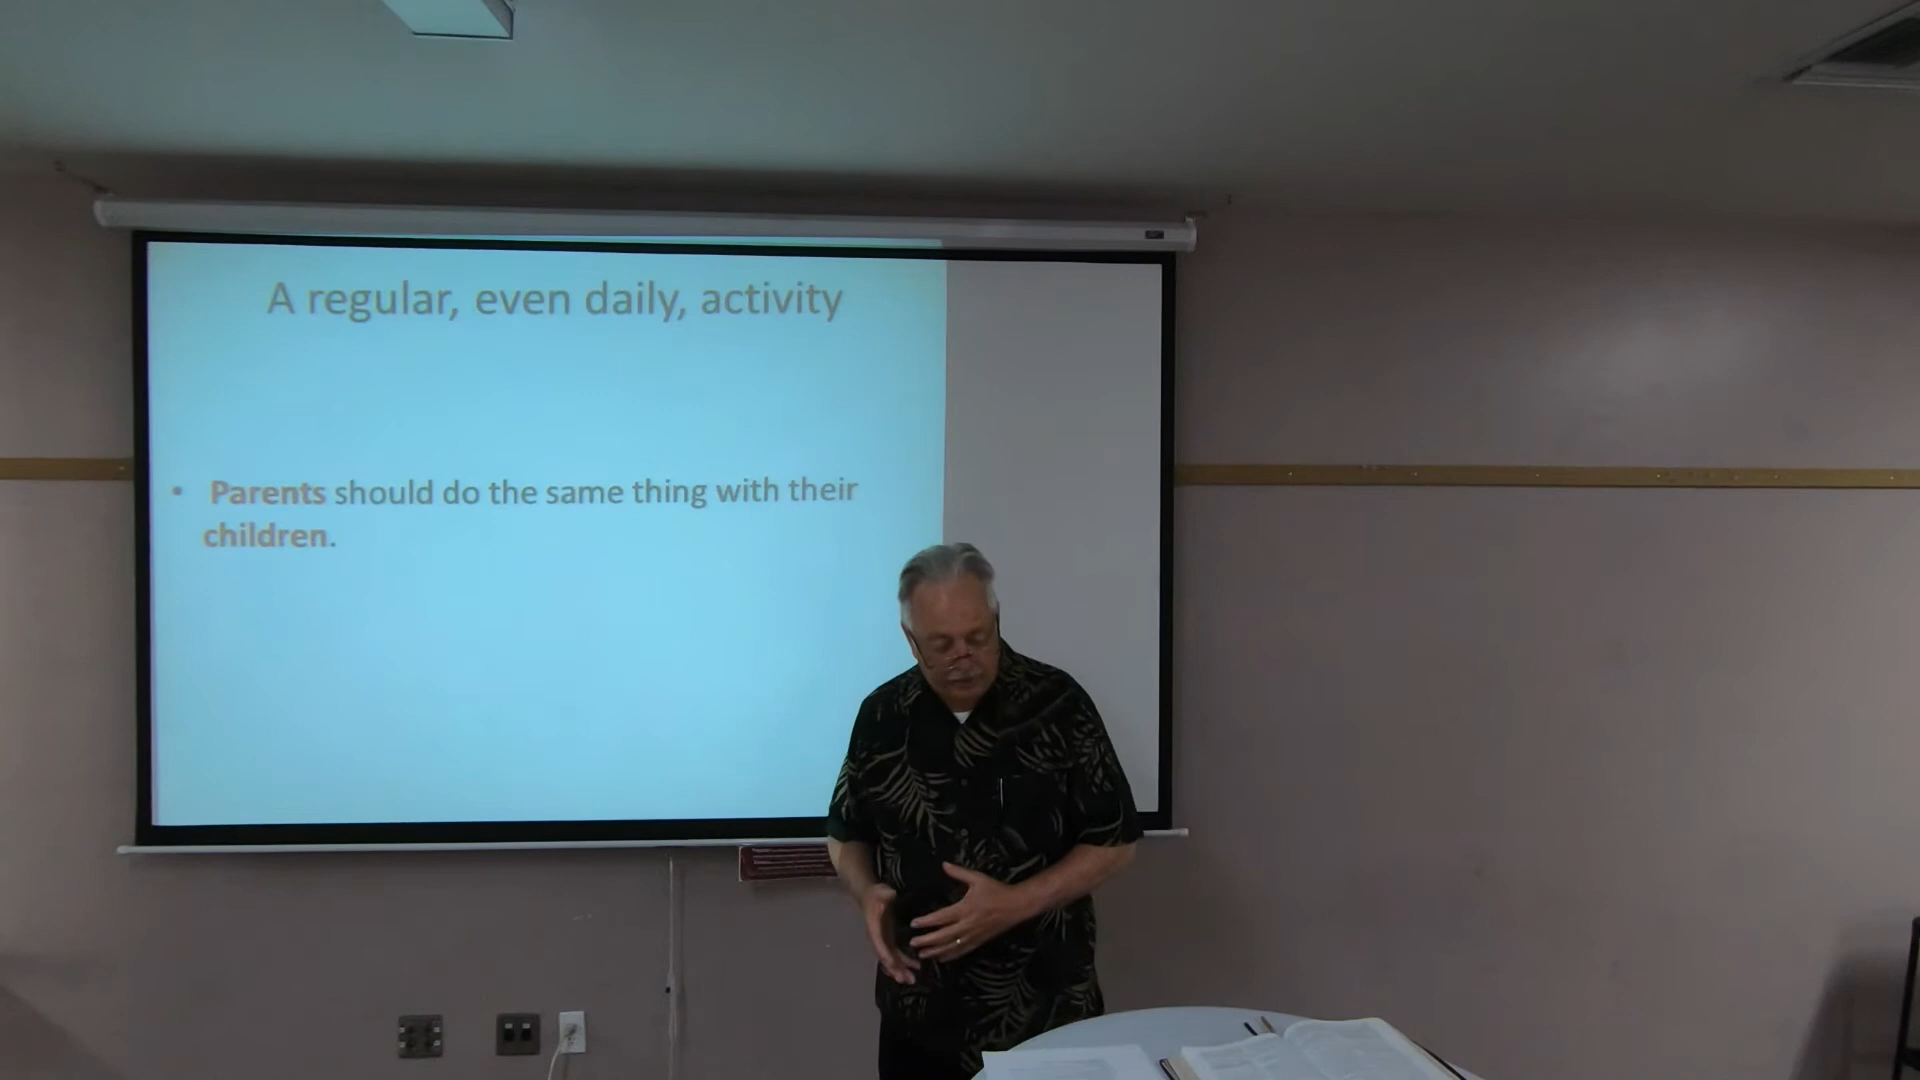 A regular, even daily, activity
• Parents should do the same thing with their
children.